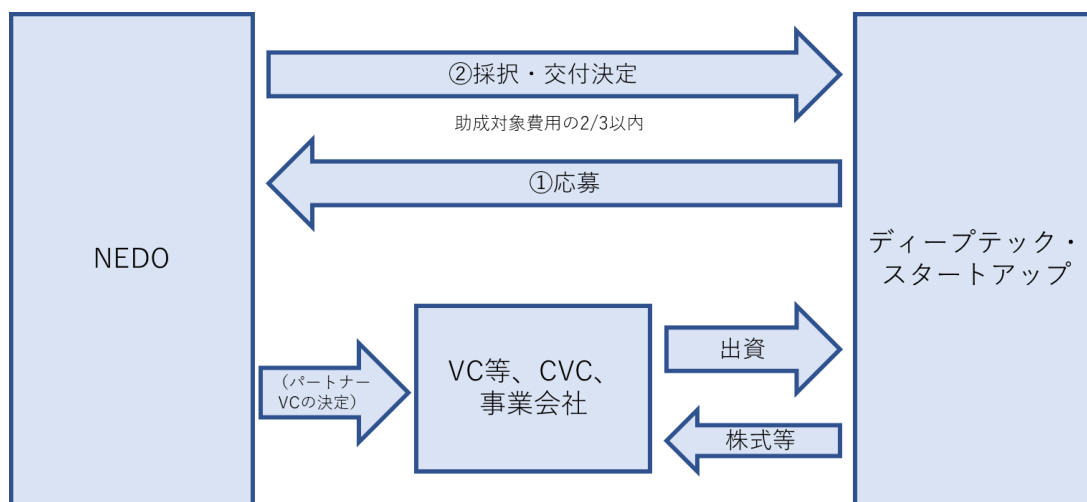 ②採択・交付決定
助成対象費用の2/3以内
①応募
NEDO
ディープテック・
スタートアップ
VC等、CVC、
事業会社
出資
（パートナー
VCの決定）
株式等